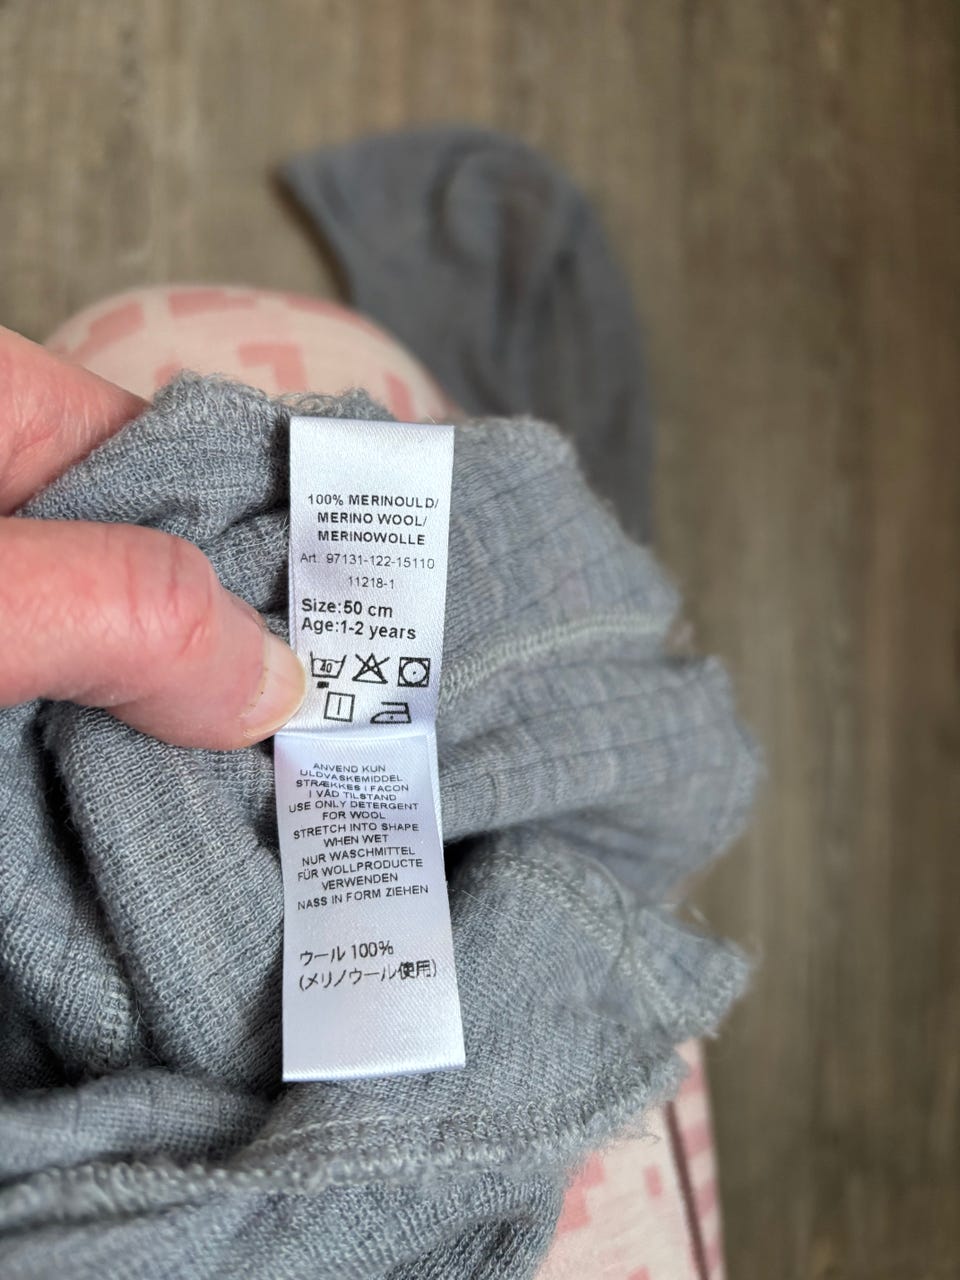 100% MERINOULD/
MERINO WOOL/
MERINOWOLLE
Art. 97131-122-15110
11218-1
Size:50 cm
Age:1-2 years
40
ANVEND KUN
ULDVASKEMIDDEL
STRÆKKES I FACON
I VÅD TILSTAND
USE ONLY DETERGENT
FOR WOOL
STRETCH INTO SHAPE
WHEN WET
NUR WASCHMITTEL
FÜR WOLLPRODUCTE
VERWENDEN
NASS IN FORM ZIEHEN
ウール 100%
(メリノウール使用)